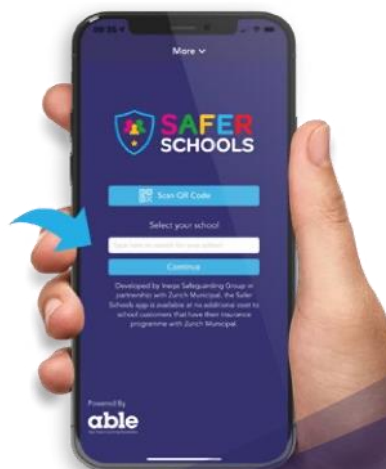 More
SAFER
SCHOOLS
Scan QR Code
Select your school
Continue
Developed by Ineqe Safeguarding Group in
partnership with Zurich Municipal, the Safer
Schools app is available at no additional cost to
school customers that have their insurance
programme with Zurich Municipal.
Powered By
able